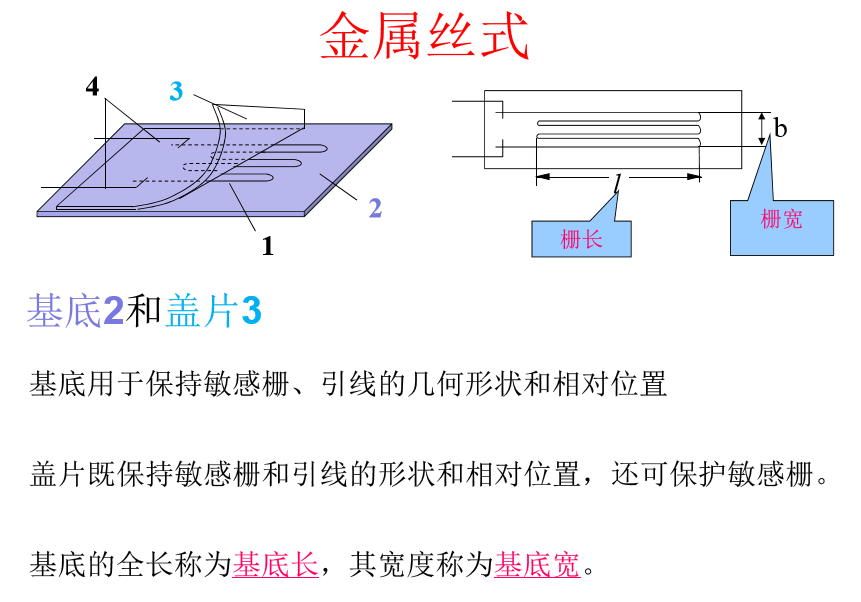 金属丝式
4
3
2
1
b
l
栅长
栅宽
基底2和盖片3
基底用于保持敏感栅、引线的几何形状和相对位置
盖片既保持敏感栅和引线的形状和相对位置，还可保护敏感栅。
基底的全长称为基底长，其宽度称为基底宽。